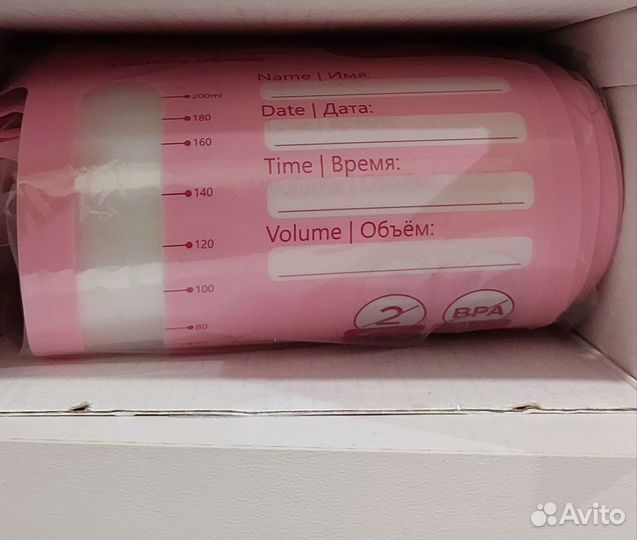 Name | Имя:
200ml
Date | Дата:
180
160
Time | Время:
140
Volume | Объём:
120
100
2
BPA
80
Avito